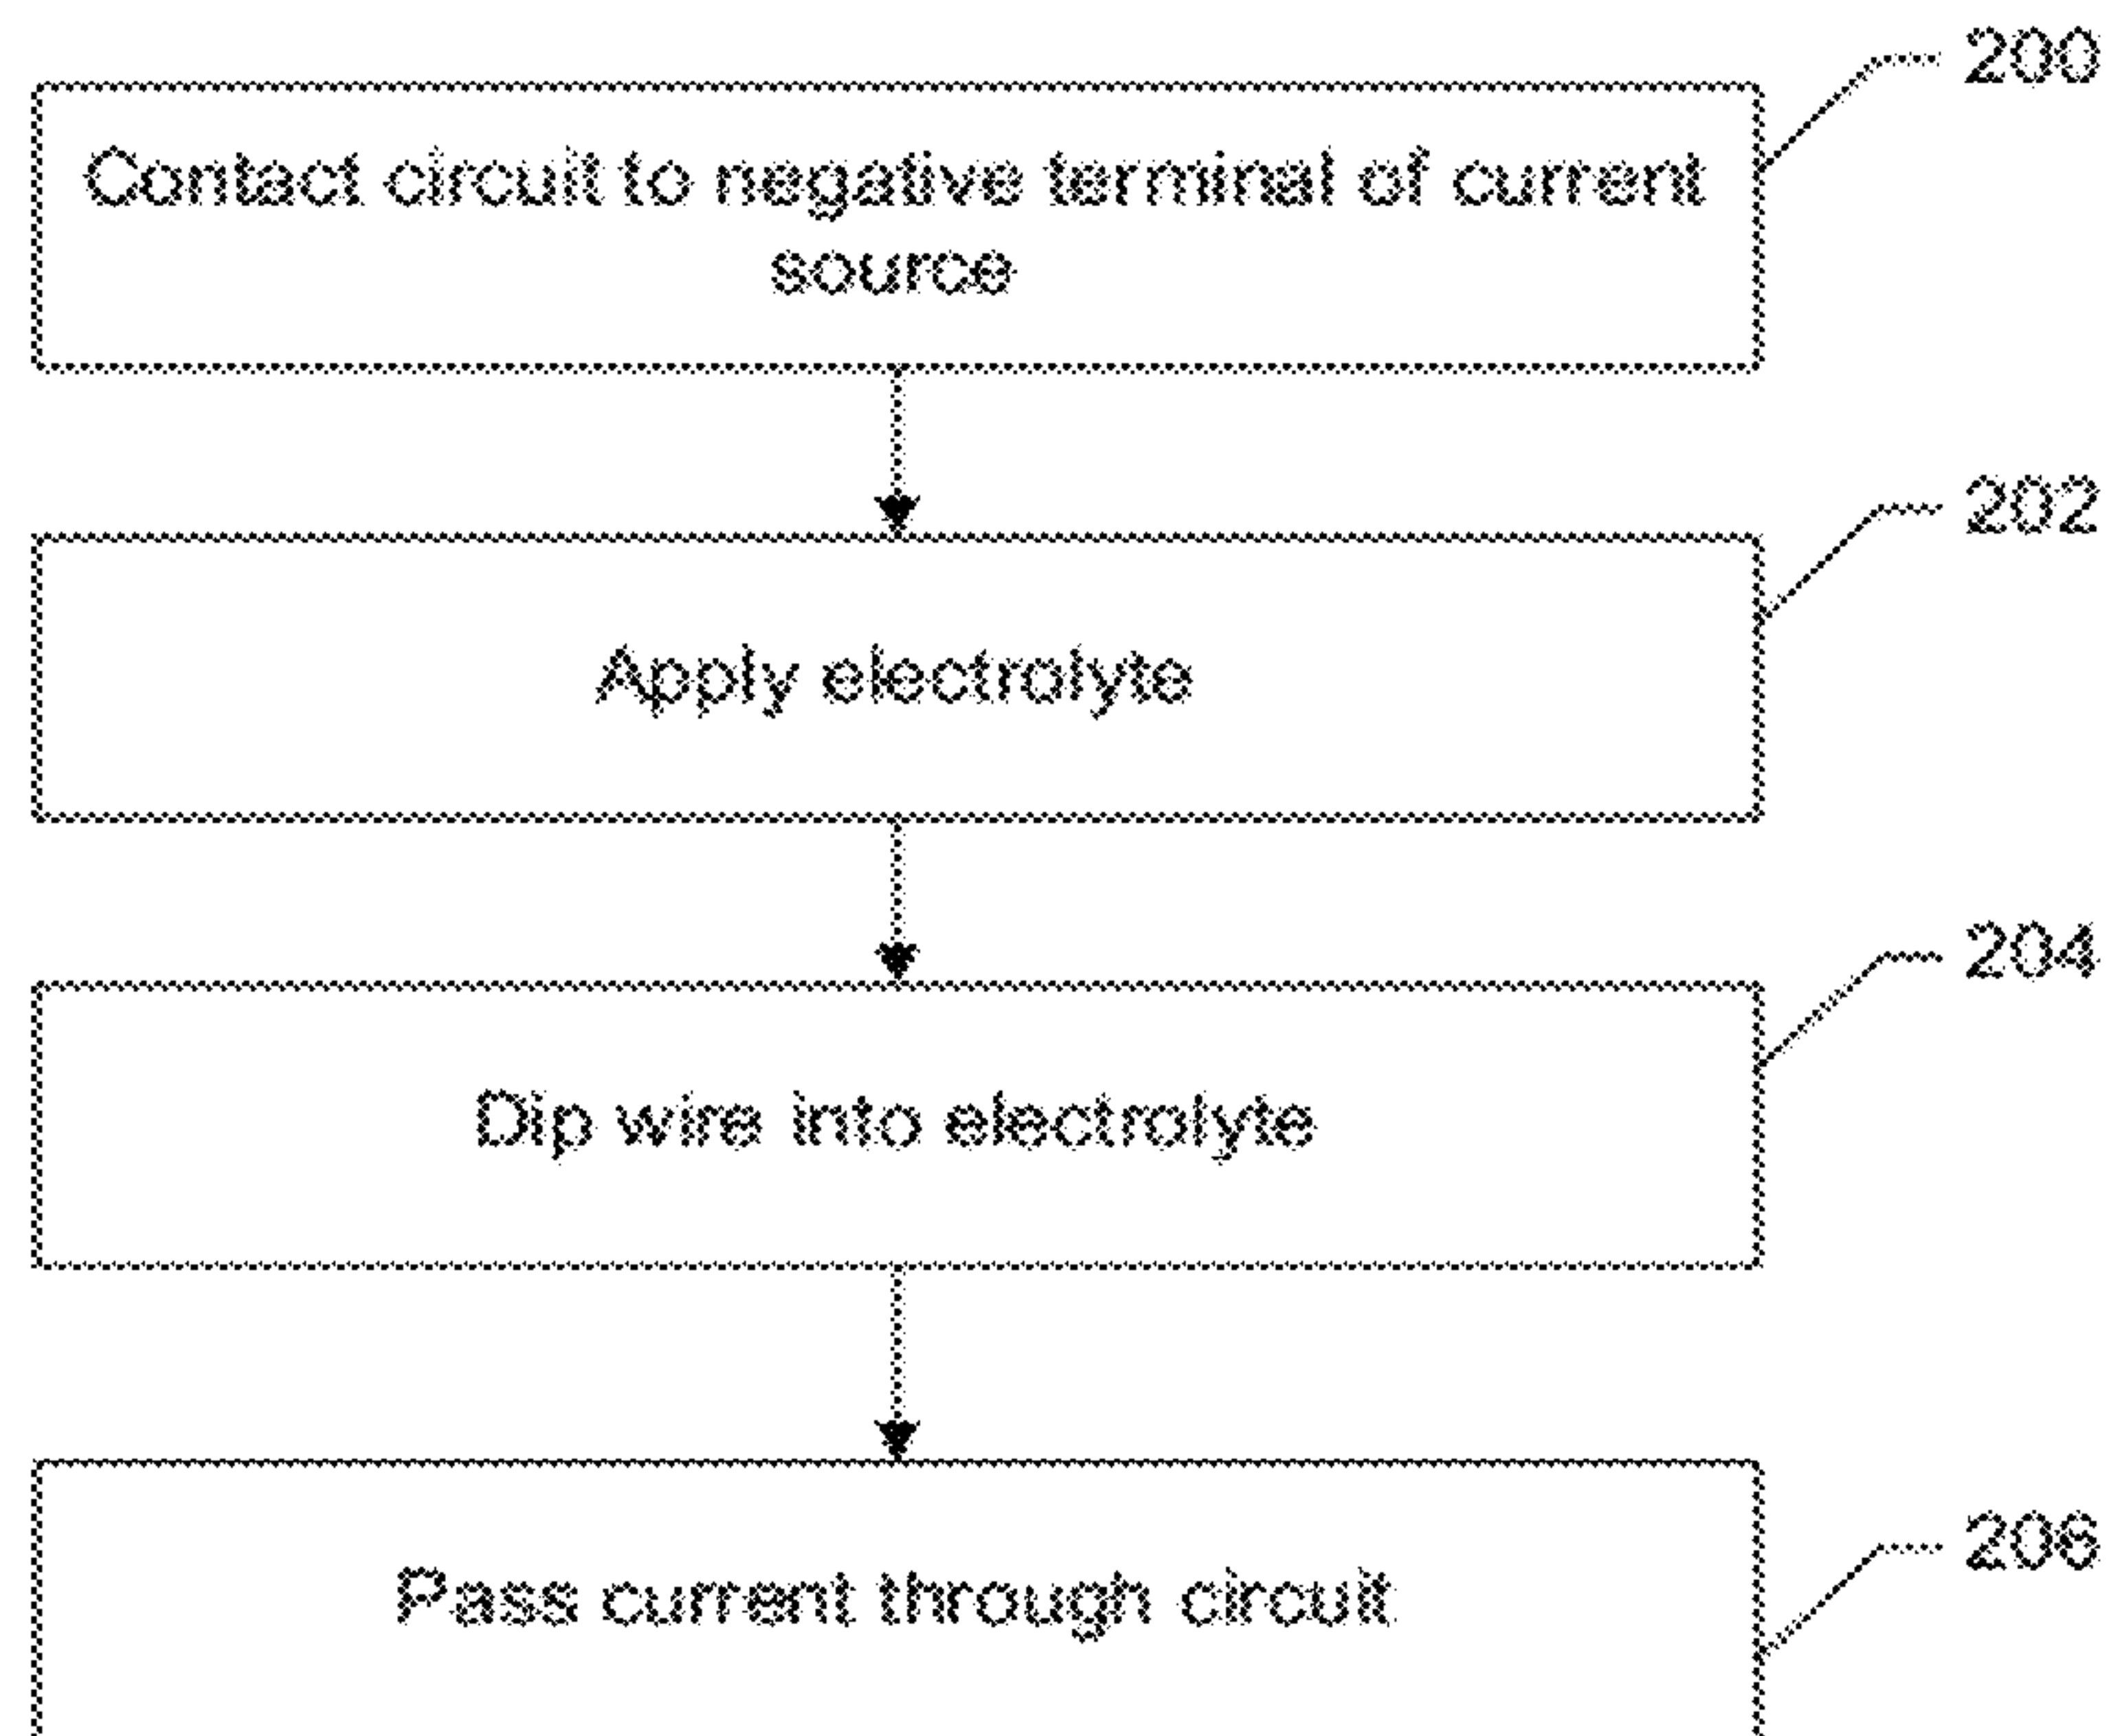 200
Contact circuit to negative terminal of current
source
202
Apply electrolyte
204
Dip wire into electrolyte
206
Pass current through circuit